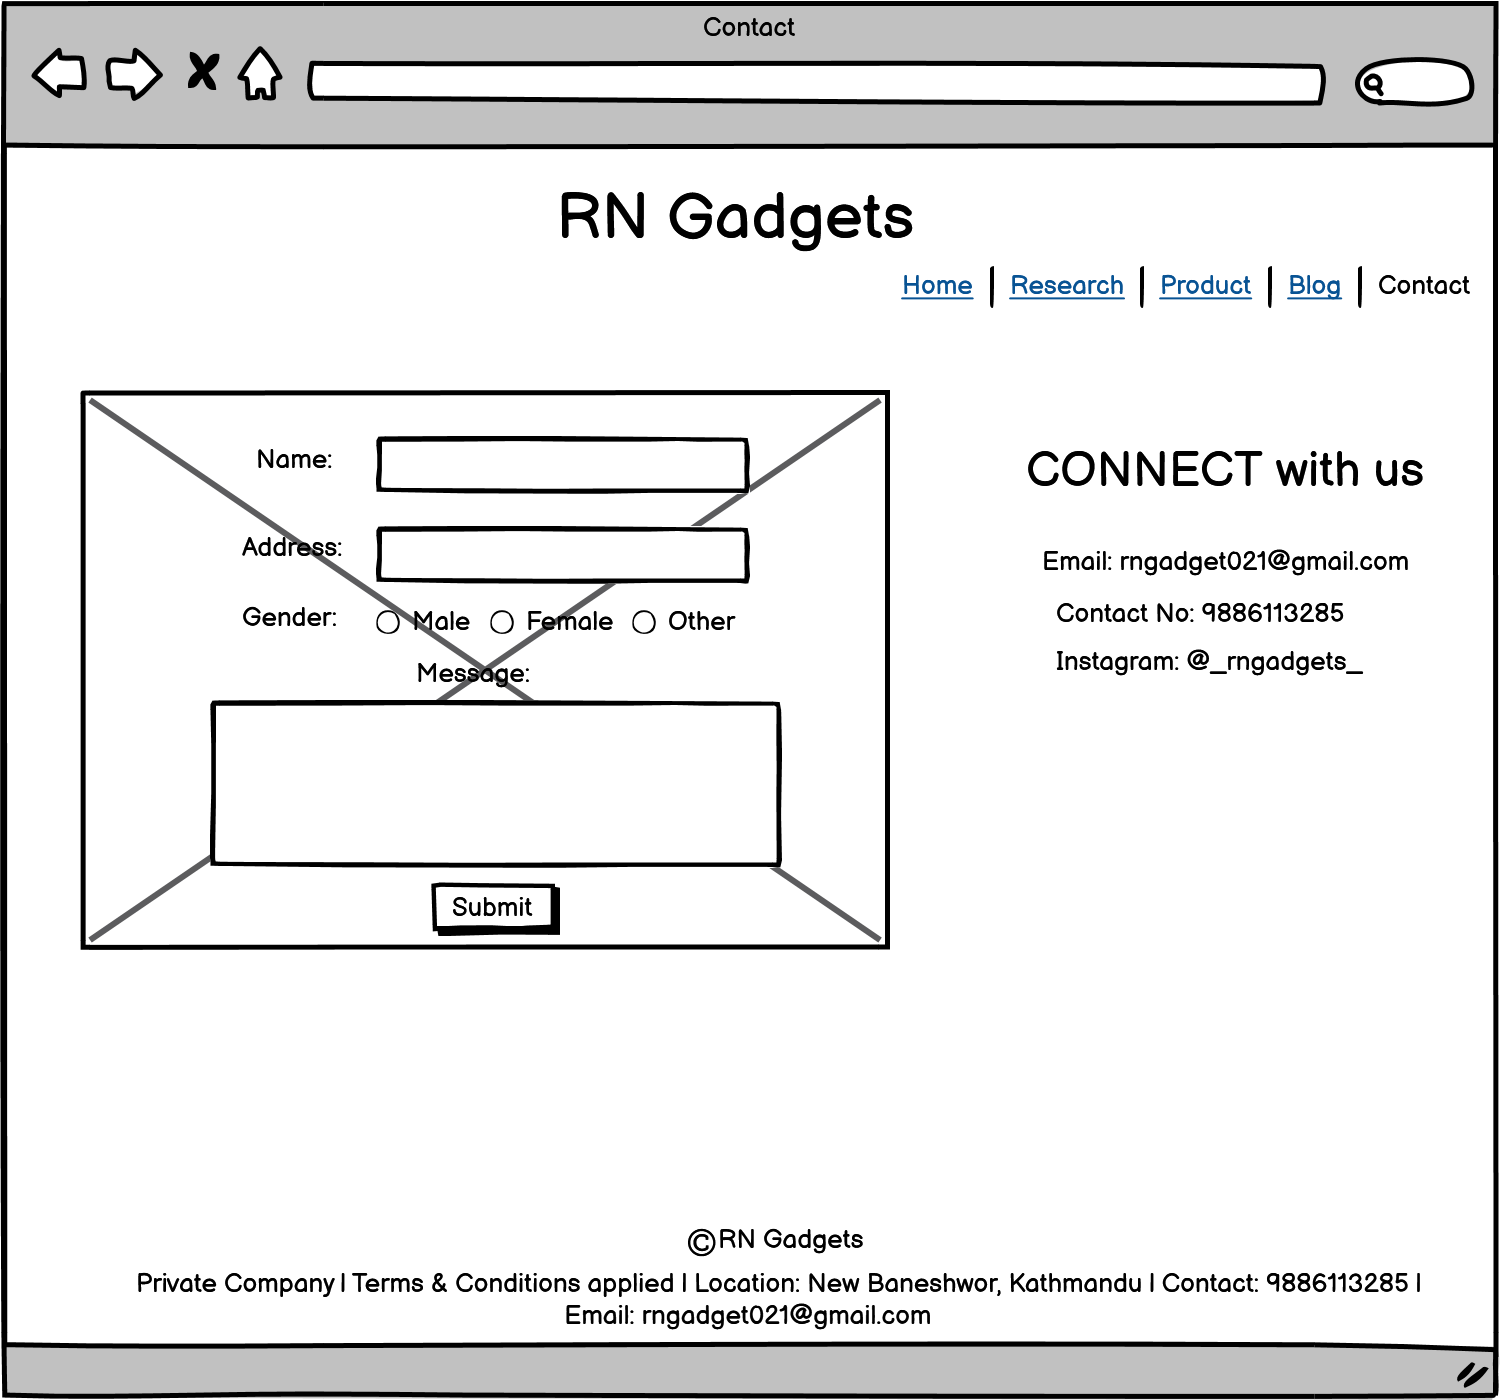 Contact
RN Gadgets
Home | Research | Product | Blog | Contact
Name:
Address:
Gender: Male Female Other
Message:
Submit
CONNECT with us
Email: rngadget021@gmail.com
Contact No: 9886113285
Instagram: @_rngadgets_
©RN Gadgets
Private Company | Terms & Conditions applied | Location: New Baneshwor, Kathmandu | Contact: 9886113285 |
Email: rngadget021@gmail.com